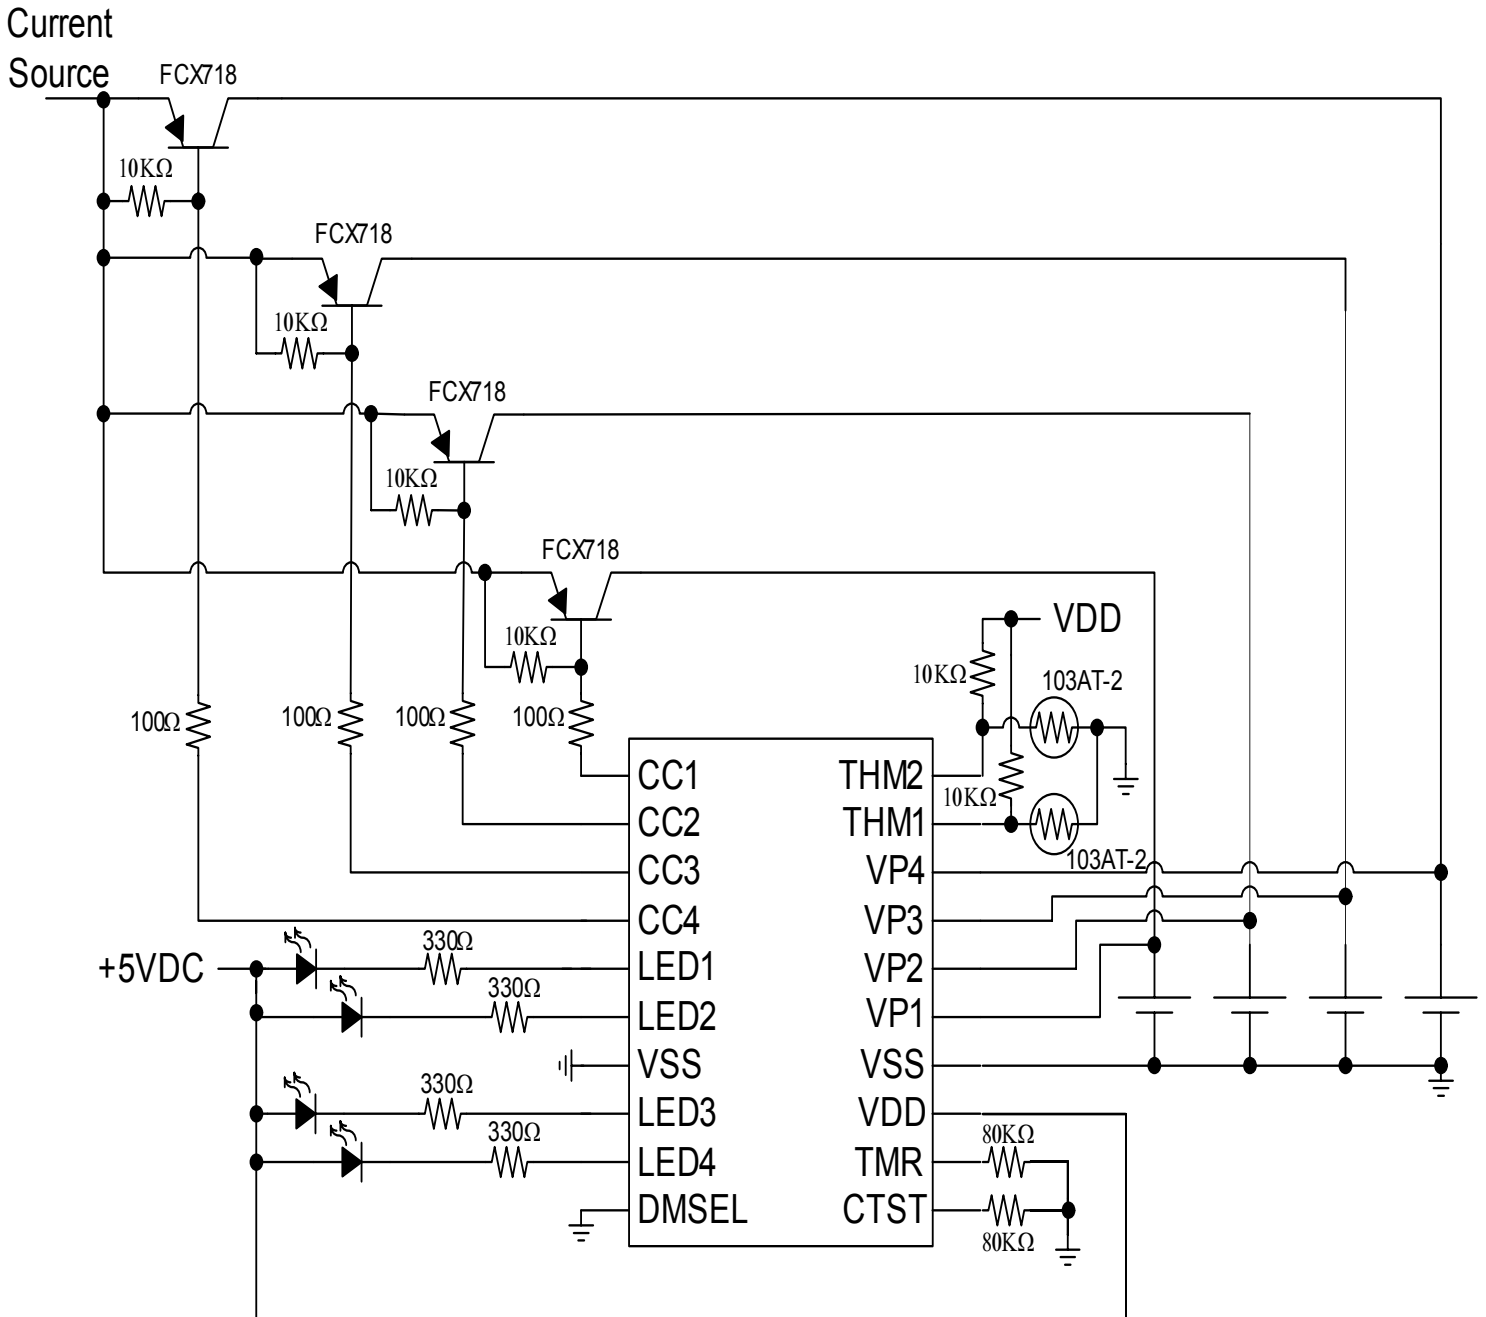 Current
Source
FCX718
10KΩ
FCX718
10KΩ
FCX718
10KΩ
FCX718
10KΩ
VDD
10KΩ
103AT-2
100Ω
100Ω
100Ω
100Ω
CC1
THM2
10KΩ
CC2
THM1
103AT-2
CC3
VP4
CC4
VP3
330Ω
+5VDC
LED1
VP2
330Ω
LED2
VP1
VSS
VSS
330Ω
LED3
VDD
330Ω
80KΩ
LED4
TMR
DMSEL
CTST
80KΩ